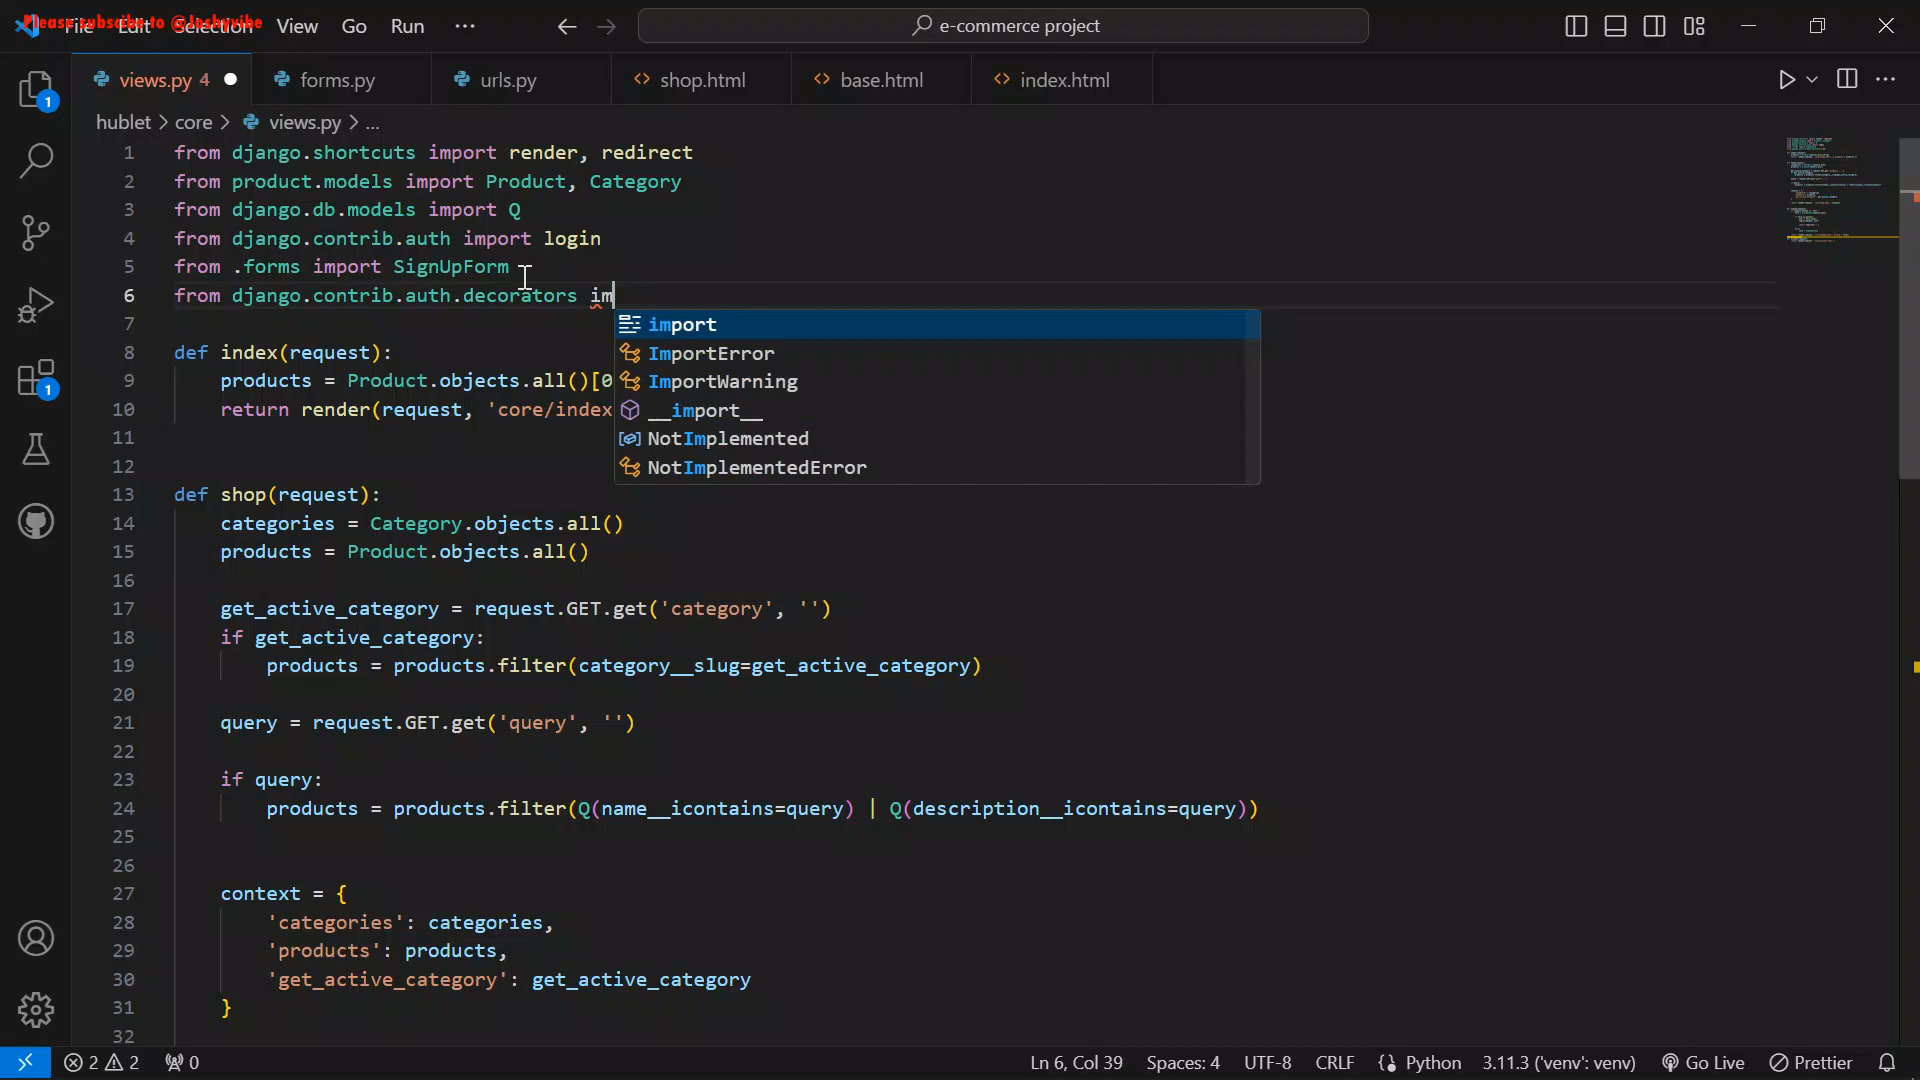 Please subscibe to @Joshyvibe
File Edit Selection View Go Run ···
e-commerce project
views.py 4
forms.py
urls.py
shop.html
base.html
index.html
hublet > core > views.py > ...
1 from django.shortcuts import render, redirect
2 from product.models import Product, Category
3 from django.db.models import Q
4 from django.contrib.auth import login
5 from .forms import SignUpForm
6 from django.contrib.auth.decorators im
7
import
8 def index(request):
ImportError
9 products = Product.objects.all()[0
ImportWarning
10 return render(request, 'core/index
__import__
11
NotImplemented
12
NotImplementedError
13 def shop(request):
14 categories = Category.objects.all()
15 products = Product.objects.all()
16
17 get_active_category = request.GET.get('category', '')
18 if get_active_category:
19 products = products.filter(category__slug=get_active_category)
20
21 query = request.GET.get('query', '')
22
23 if query:
24 products = products.filter(Q(name__icontains=query) | Q(description__icontains=query))
25
26
27 context = {
28 'categories': categories,
29 'products': products,
30 'get_active_category': get_active_category
31 }
32
1
1
2 2 0
Ln 6, Col 39 Spaces: 4 UTF-8 CRLF Python 3.11.3 ('venv': venv) Go Live Prettier